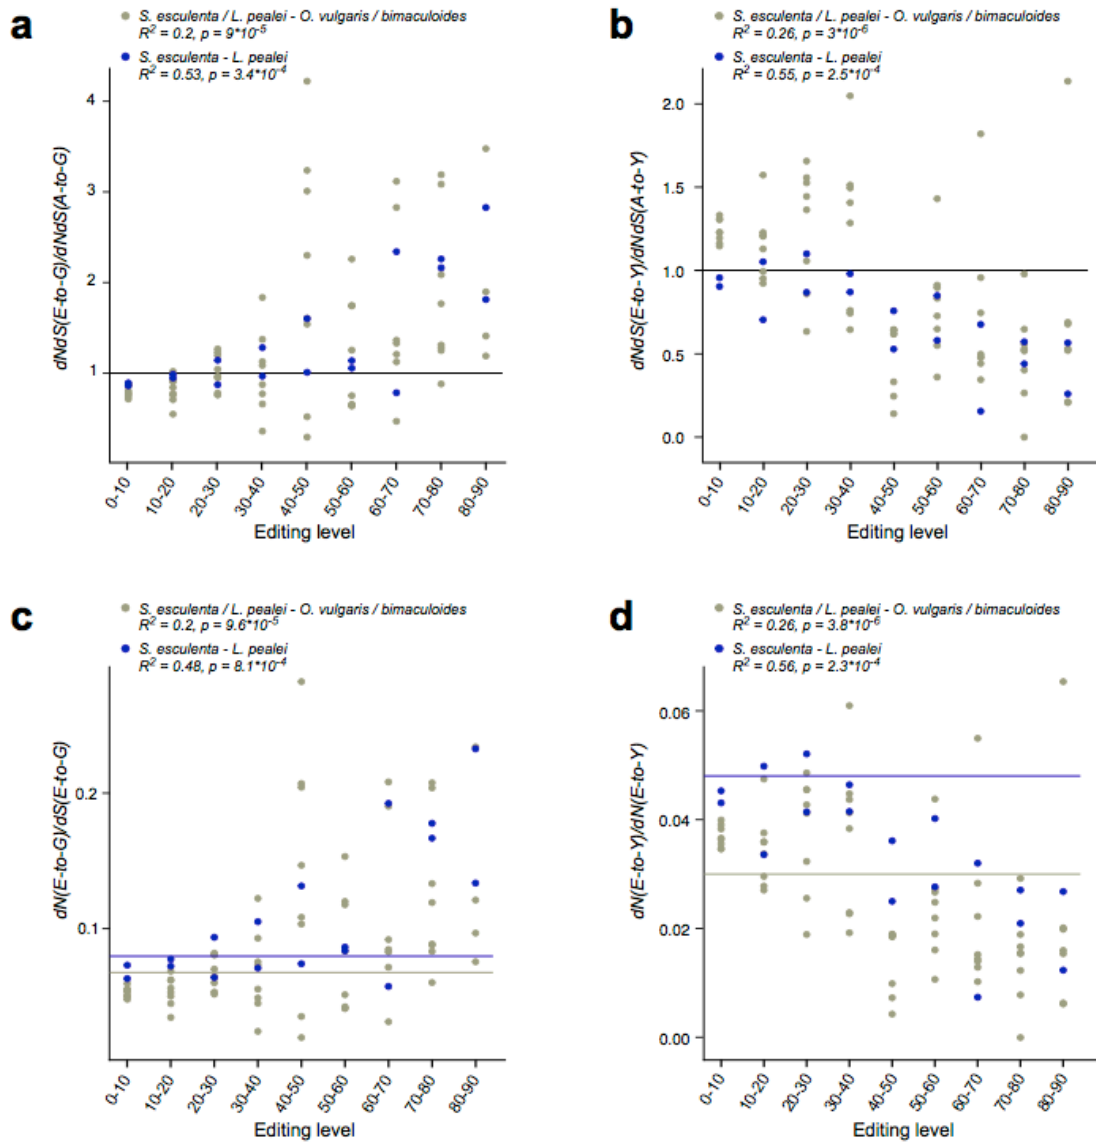 a
S. esculenta / L. pealei - O. vulgaris / bimaculoides
R² = 0.2, p = 9*10⁻⁵
S. esculenta - L. pealei
R² = 0.53, p = 3.4*10⁻⁴
dNdS(E-to-G)/dNdS(A-to-G)
4
3
2
1
0-10 10-20 20-30 30-40 40-50 50-60 60-70 70-80 80-90
Editing level
b
S. esculenta / L. pealei - O. vulgaris / bimaculoides
R² = 0.26, p = 3*10⁻⁶
S. esculenta - L. pealei
R² = 0.55, p = 2.5*10⁻⁴
dNdS(E-to-Y)/dNdS(A-to-Y)
2.0
1.5
1.0
0.5
0.0
0-10 10-20 20-30 30-40 40-50 50-60 60-70 70-80 80-90
Editing level
c
S. esculenta / L. pealei - O. vulgaris / bimaculoides
R² = 0.2, p = 9.6*10⁻⁵
S. esculenta - L. pealei
R² = 0.48, p = 8.1*10⁻⁴
dN(E-to-G)/dS(E-to-G)
0.2
0.1
0-10 10-20 20-30 30-40 40-50 50-60 60-70 70-80 80-90
Editing level
d
S. esculenta / L. pealei - O. vulgaris / bimaculoides
R² = 0.26, p = 3.8*10⁻⁶
S. esculenta - L. pealei
R² = 0.56, p = 2.3*10⁻⁴
dN(E-to-Y)/dN(E-to-Y)
0.06
0.04
0.02
0.00
0-10 10-20 20-30 30-40 40-50 50-60 60-70 70-80 80-90
Editing level